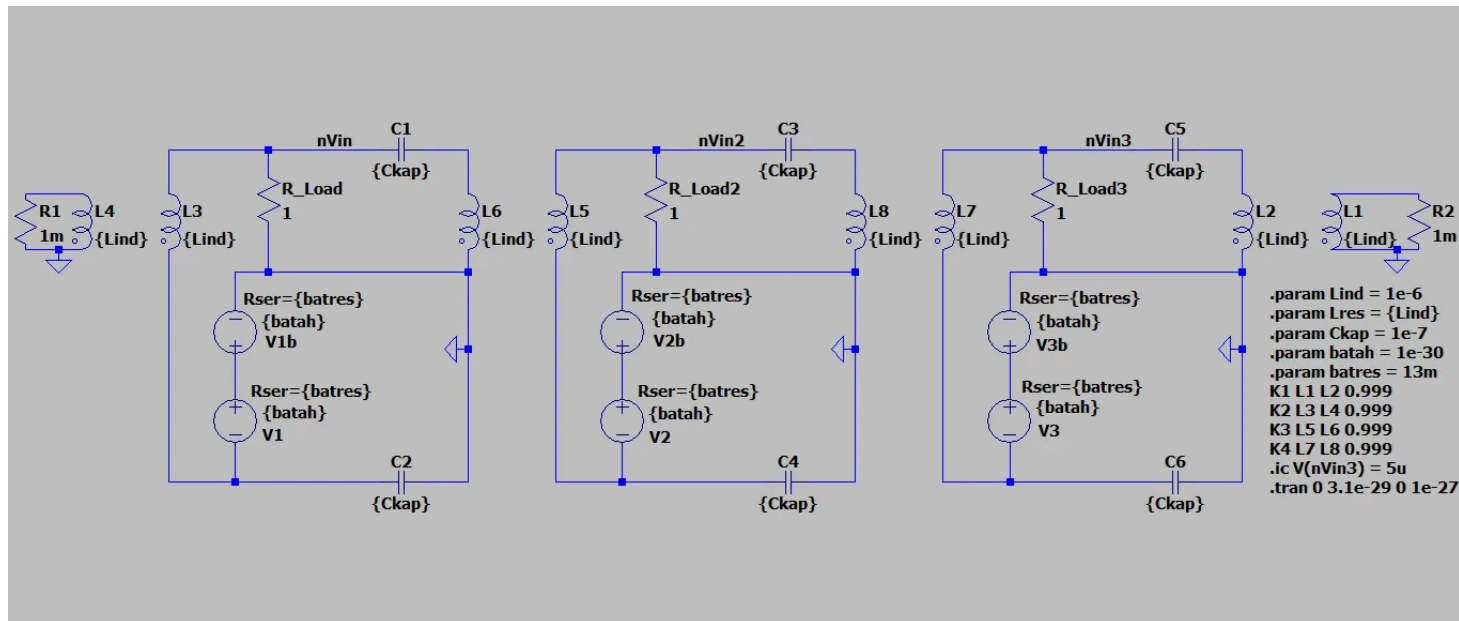 C1
nVin
{Ckap}
R_Load
1
R1
1m
L4
{Lind}
L3
{Lind}
L6
{Lind}
Rser={batres}
{batah}
V1b
Rser={batres}
{batah}
V1
C2
{Ckap}
C3
nVin2
{Ckap}
R_Load2
1
L5
{Lind}
L8
{Lind}
Rser={batres}
{batah}
V2b
Rser={batres}
{batah}
V2
C4
{Ckap}
C5
nVin3
{Ckap}
R_Load3
1
L7
{Lind}
L2
{Lind}
L1
{Lind}
R2
1m
Rser={batres}
{batah}
V3b
Rser={batres}
{batah}
V3
C6
{Ckap}
.param Lind = 1e-6
.param Lres = {Lind}
.param Ckap = 1e-7
.param batah = 1e-30
.param batres = 13m
K1 L1 L2 0.999
K2 L3 L4 0.999
K3 L5 L6 0.999
K4 L7 L8 0.999
.ic V(nVin3) = 5u
.tran 0 3.1e-29 0 1e-27